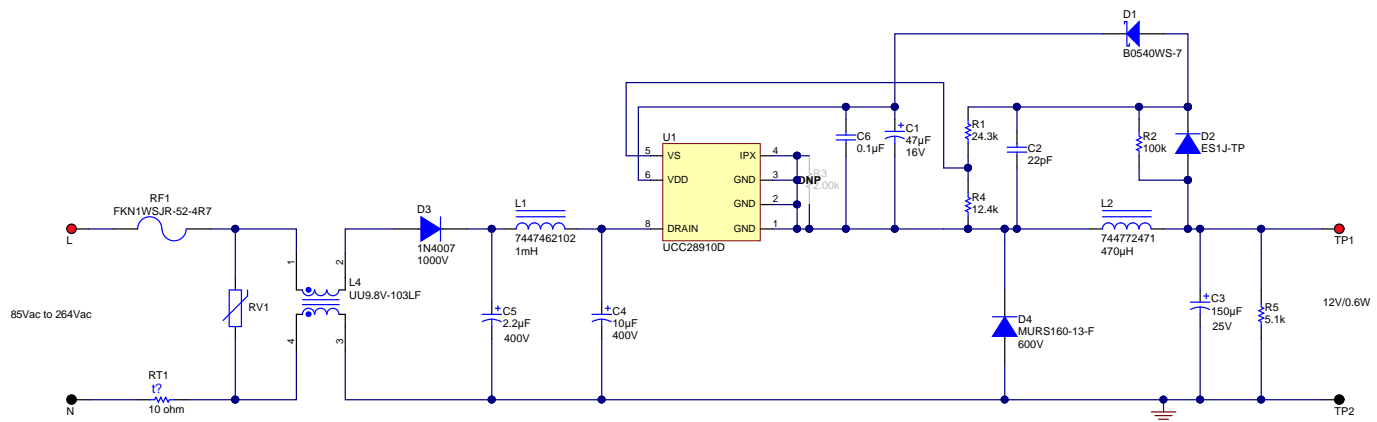 D1
B0540WS-7
U1
5 VS
6 VDD
8 DRAIN
IPX 4
GND 3
GND 2
GND 1
UCC28910D
DNP
R3
2.00k
C6
0.1µF
+ C1
47µF
16V
R1
24.3k
C2
22pF
R4
12.4k
R2
100k
D2
ES1J-TP
RF1
FKN1WSJR-52-4R7
L
85Vac to 264Vac
N
RT1
t?
10 ohm
RV1
1
2
4
3
L4
UU9.8V-103LF
D3
1N4007
1000V
L1
7447462102
1mH
+ C5
2.2µF
400V
+ C4
10µF
400V
L2
744772471
470µH
D4
MURS160-13-F
600V
+ C3
150µF
25V
R5
5.1k
TP1
12V/0.6W
TP2